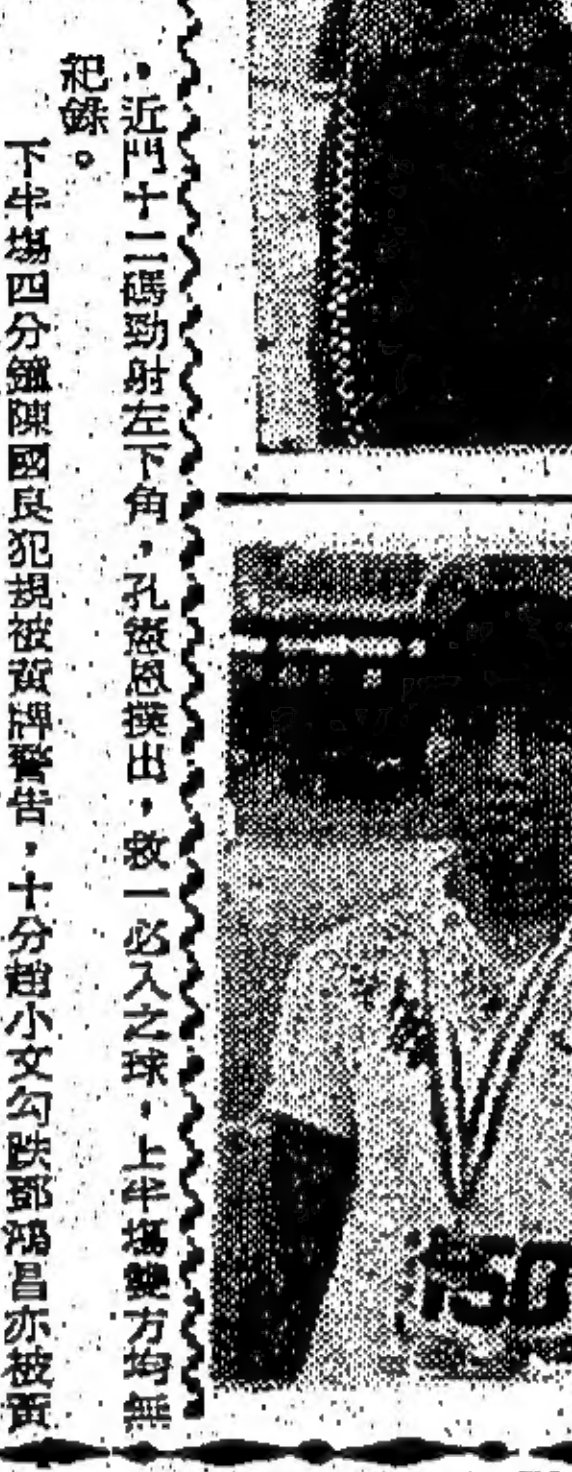 ，近門十二碼勁射左下角，孔憲恩撲出，救一必入之球，上半場雙方均無
紀錄。
下半場四分鐘陳國良犯規被黃牌警告，十分趙小文勾跌鄧鴻昌亦被黃